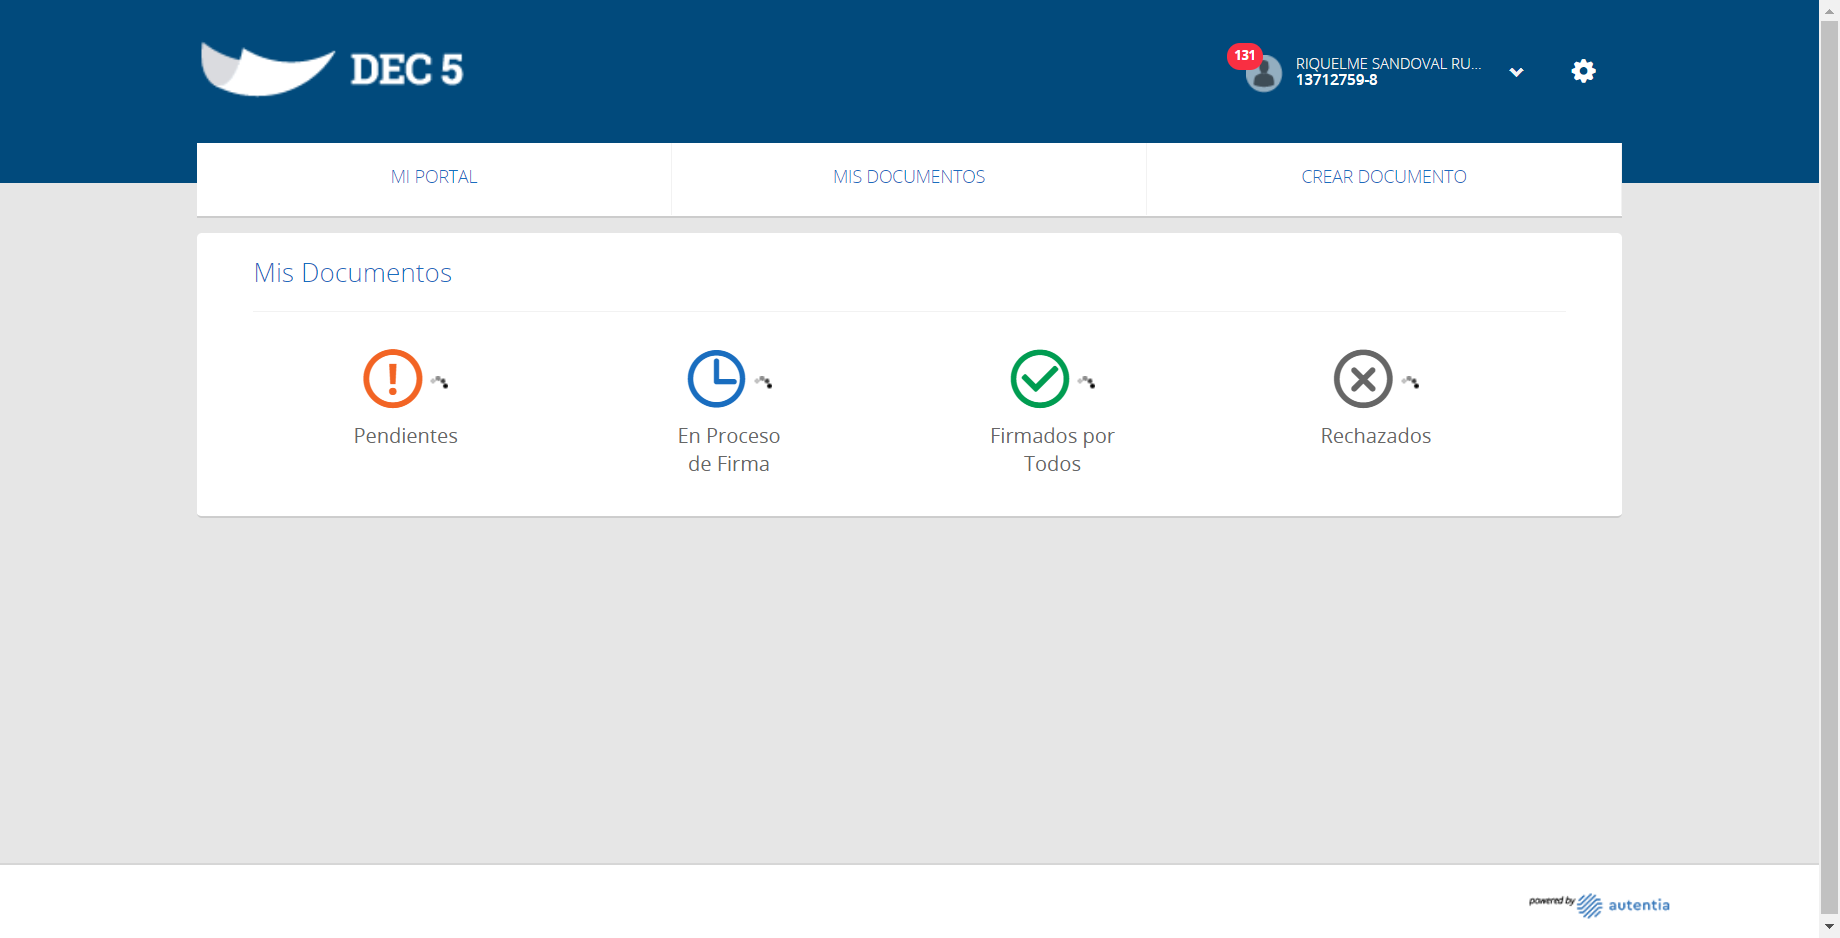 DEC 5
131
RIQUELME SANDOVAL RU...
13712759-8
MI PORTAL
MIS DOCUMENTOS
CREAR DOCUMENTO
Mis Documentos
Pendientes
En Proceso
de Firma
Firmados por
Todos
Rechazados
powered by autentia